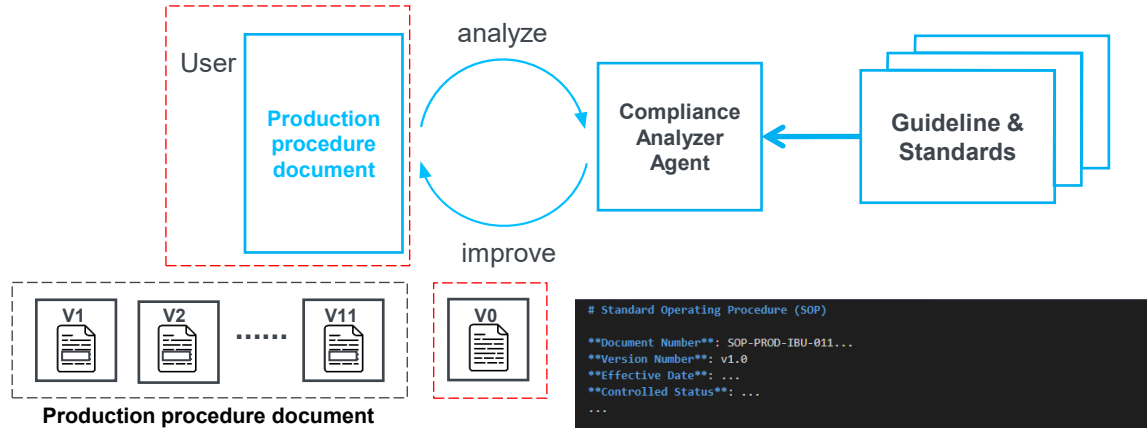 User
Production
procedure
document
analyze
improve
Compliance
Analyzer
Agent
Guideline &
Standards
V1
V2
......
V11
V0
Production procedure document
# Standard Operating Procedure (SOP)
**Document Number**: SOP-PROD-IBU-011...
**Version Number**: v1.0
**Effective Date**: ...
**Controlled Status**: ...
...